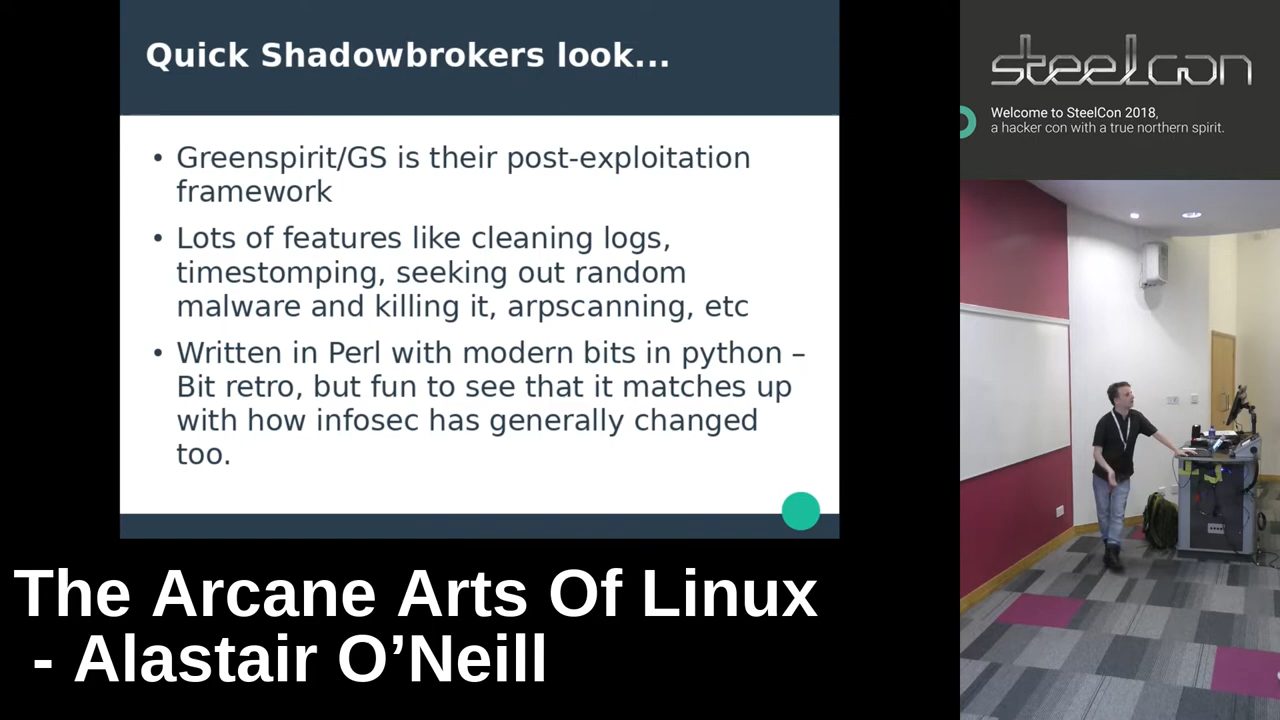 Quick Shadowbrokers look...
• Greenspirit/GS is their post-exploitation
framework
• Lots of features like cleaning logs,
timestomping, seeking out random
malware and killing it, arpscanning, etc
• Written in Perl with modern bits in python –
Bit retro, but fun to see that it matches up
with how infosec has generally changed
too.
The Arcane Arts Of Linux
- Alastair O’Neill
steelcon
Welcome to SteelCon 2018,
a hacker con with a true northern spirit.